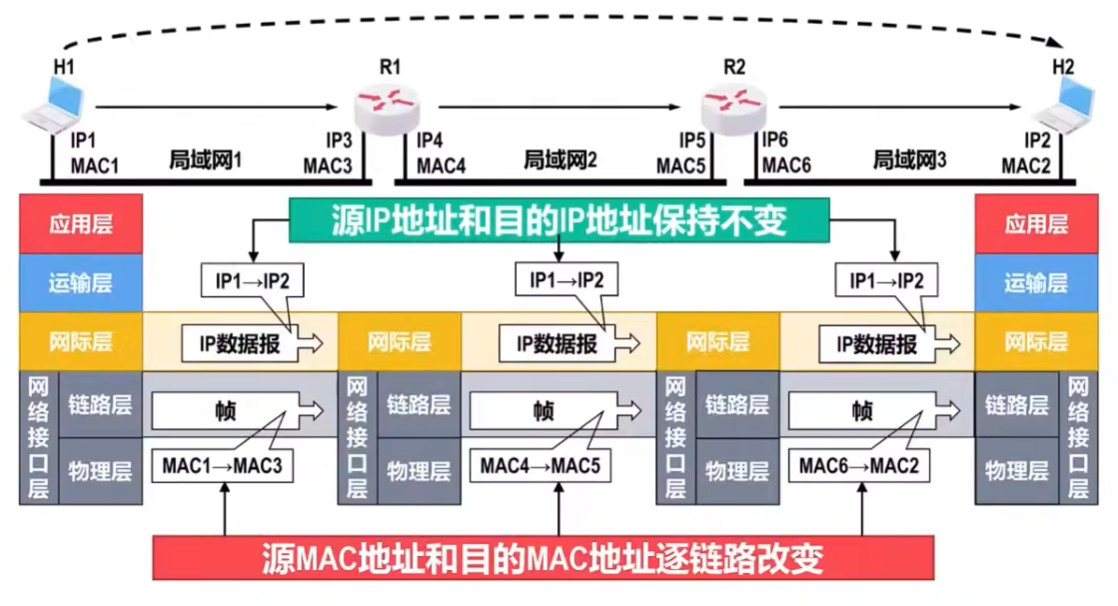 H1
R1
R2
H2
IP1
MAC1
局域网1
IP3
MAC3
IP4
MAC4
局域网2
IP5
MAC5
IP6
MAC6
局域网3
IP2
MAC2
应用层
源IP地址和目的IP地址保持不变
应用层
运输层
IP1→IP2
IP1→IP2
IP1→IP2
运输层
网际层
IP数据报
网际层
IP数据报
网际层
IP数据报
网际层
网络接口层
链路层
帧
网络接口层
链路层
帧
网络接口层
链路层
帧
链路层
网络接口层
物理层
MAC1→MAC3
物理层
MAC4→MAC5
物理层
MAC6→MAC2
物理层
源MAC地址和目的MAC地址逐链路改变